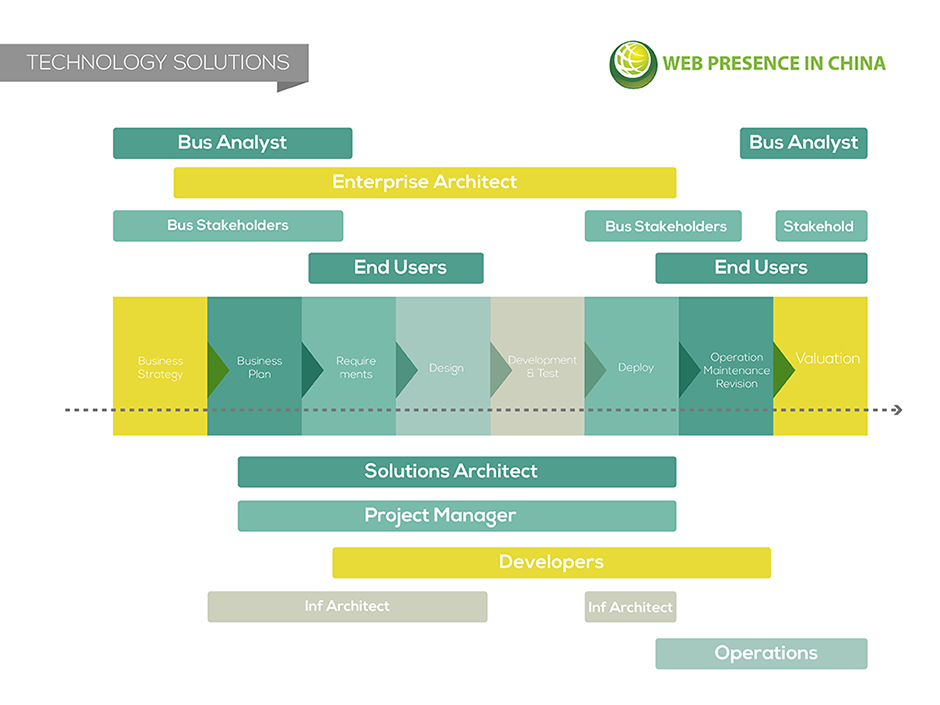 TECHNOLOGY SOLUTIONS
WEB PRESENCE IN CHINA
Bus Analyst
Bus Analyst
Enterprise Architect
Bus Stakeholders
Bus Stakeholders
Stakehold
End Users
End Users
Business
Strategy
Business
Plan
Require
ments
Design
Development
& Test
Deploy
Operation
Maintenance
Revision
Valuation
Solutions Architect
Project Manager
Developers
Inf Architect
Inf Architect
Operations